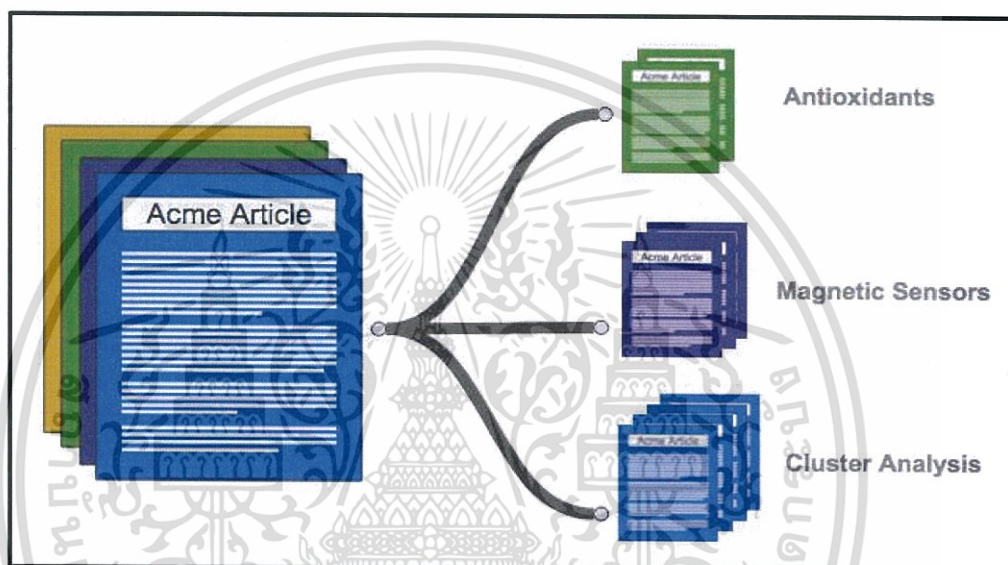 Acme Article
Acme Article
Antioxidants
Acme Article
Magnetic Sensors
Acme Article
Cluster Analysis